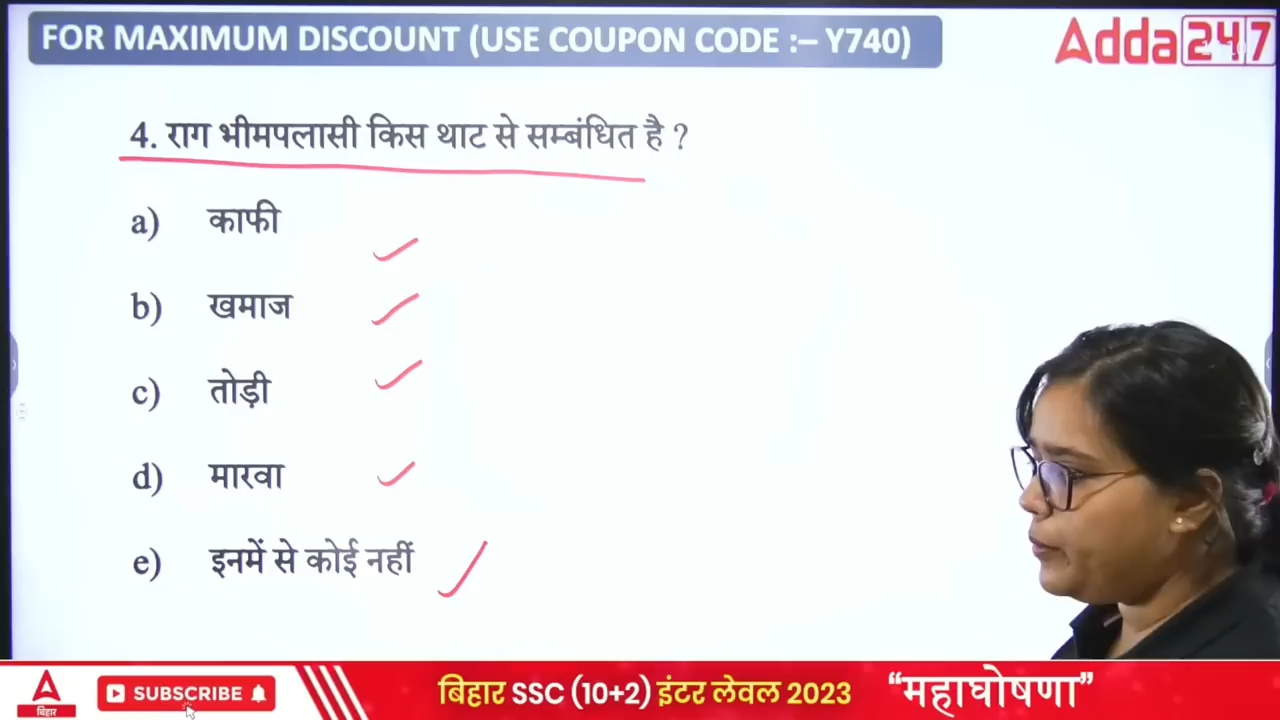 FOR MAXIMUM DISCOUNT (USE COUPON CODE :– Y740)
Adda247
4. राग भीमपलासी किस थाट से सम्बंधित है ?
a) काफी
b) खमाज
c) तोड़ी
d) मारवा
e) इनमें से कोई नहीं
बिहार
SUBSCRIBE
बिहार SSC (10+2) इंटर लेवल 2023
“महाघोषणा”